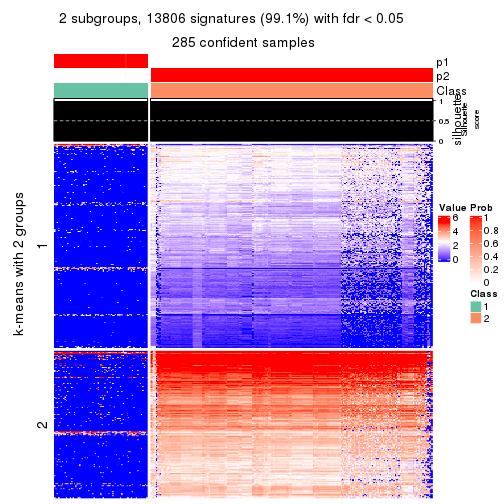 2 subgroups, 13806 signatures (99.1%) with fdr < 0.05
285 confident samples
p1
p2
Class
silhouette
Silhouette
score
1
0.5
0
k-means with 2 groups
1
2
Value
6
4
2
0
Prob
1
0.8
0.6
0.4
0.2
0
Class
1
2